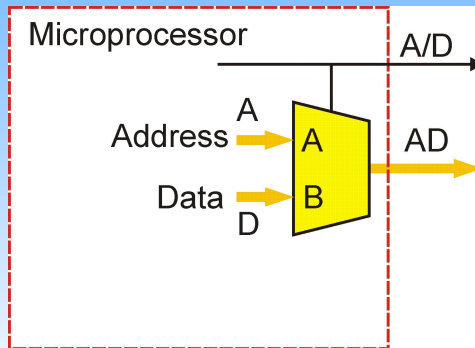 Microprocessor
A/D
A
Address
A
AD
Data
B
D